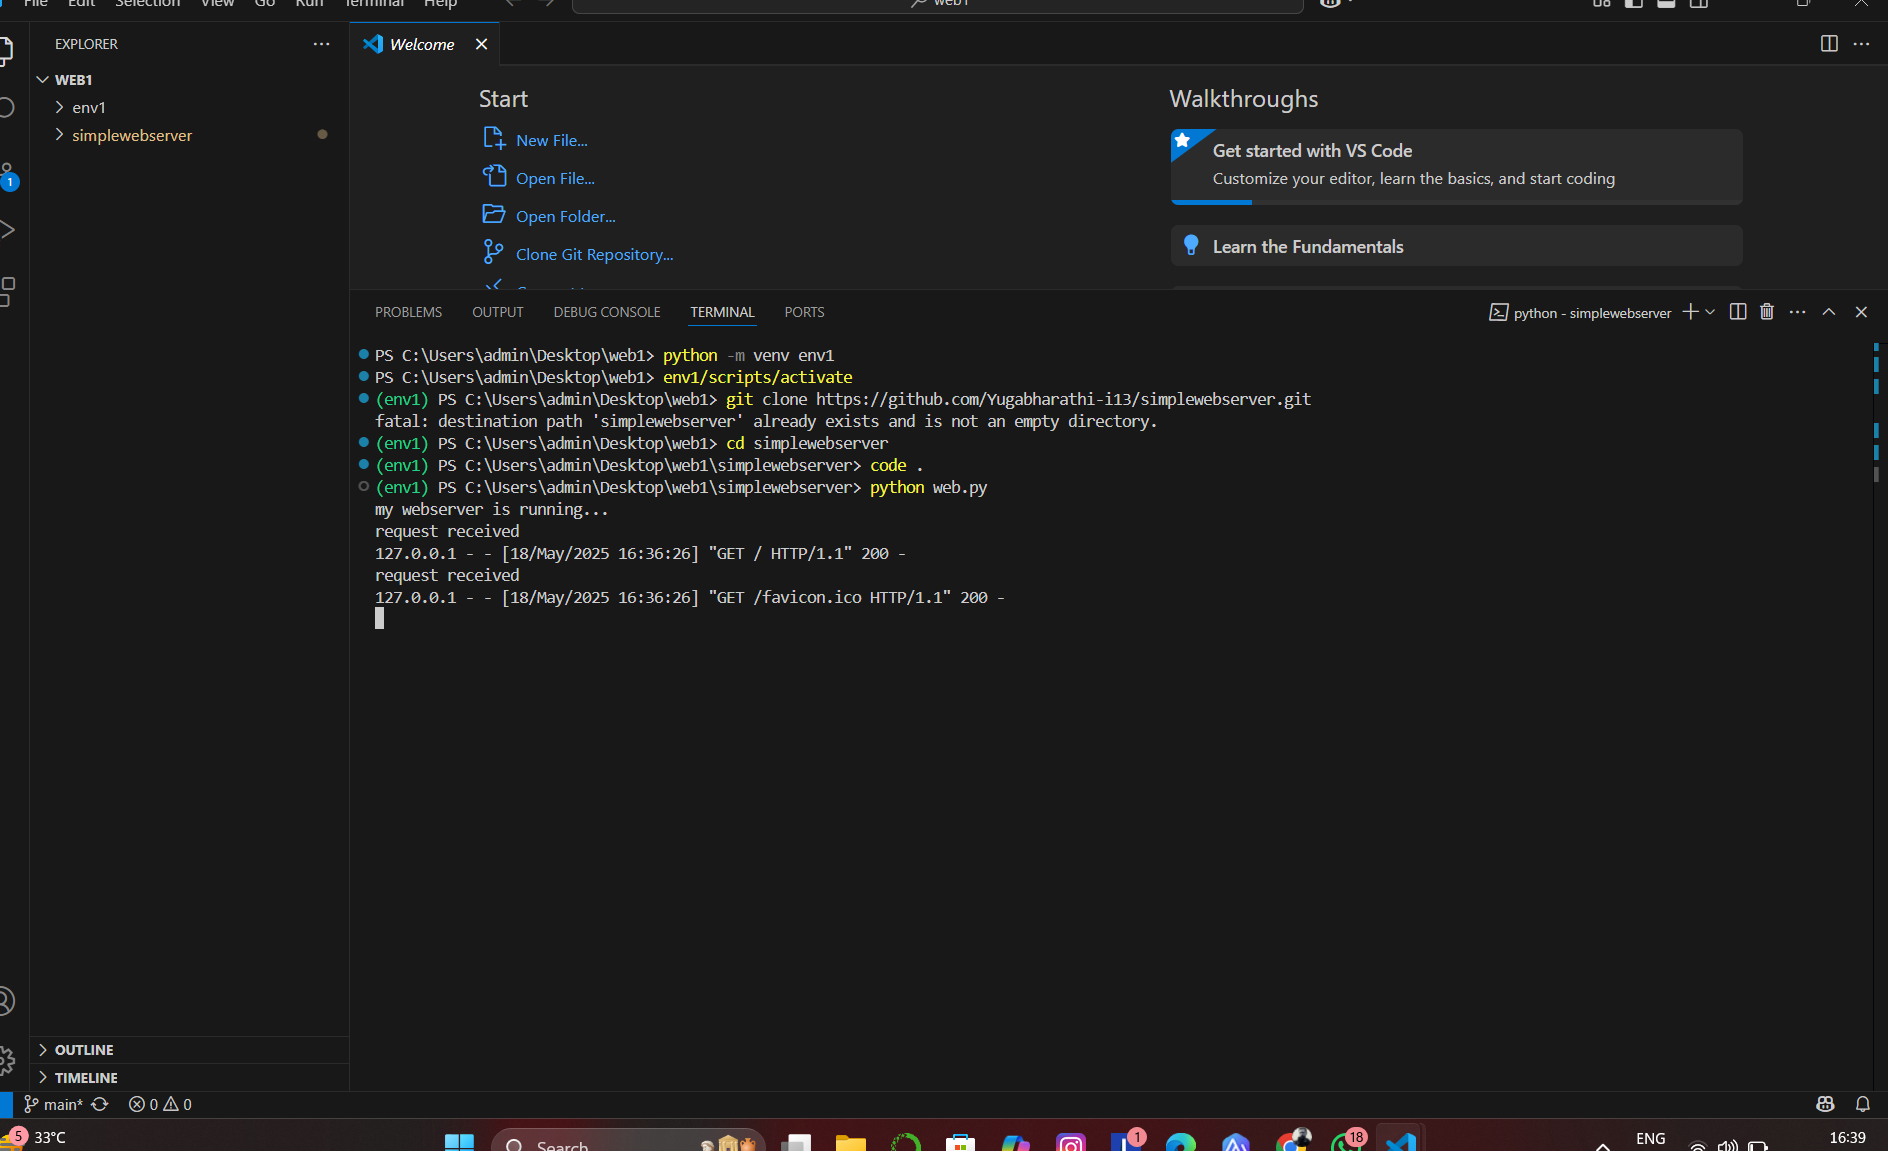 File Edit Selection View Go Run Terminal Help
web1
EXPLORER
WEB1
env1
simplewebserver
1
Welcome
Start
New File...
Open File...
Open Folder...
Clone Git Repository...
Walkthroughs
Get started with VS Code
Customize your editor, learn the basics, and start coding
Learn the Fundamentals
PROBLEMS OUTPUT DEBUG CONSOLE TERMINAL PORTS
python - simplewebserver
PS C:\Users\admin\Desktop\web1> python -m venv env1
PS C:\Users\admin\Desktop\web1> env1/scripts/activate
(env1) PS C:\Users\admin\Desktop\web1> git clone https://github.com/Yugabharathi-i13/simplewebserver.git
fatal: destination path 'simplewebserver' already exists and is not an empty directory.
(env1) PS C:\Users\admin\Desktop\web1> cd simplewebserver
(env1) PS C:\Users\admin\Desktop\web1\simplewebserver> code .
(env1) PS C:\Users\admin\Desktop\web1\simplewebserver> python web.py
my webserver is running...
request received
127.0.0.1 - - [18/May/2025 16:36:26] "GET / HTTP/1.1" 200 -
request received
127.0.0.1 - - [18/May/2025 16:36:26] "GET /favicon.ico HTTP/1.1" 200 -
OUTLINE
TIMELINE
main* 0 0
5 33°C
Search
1
18
ENG
16:39